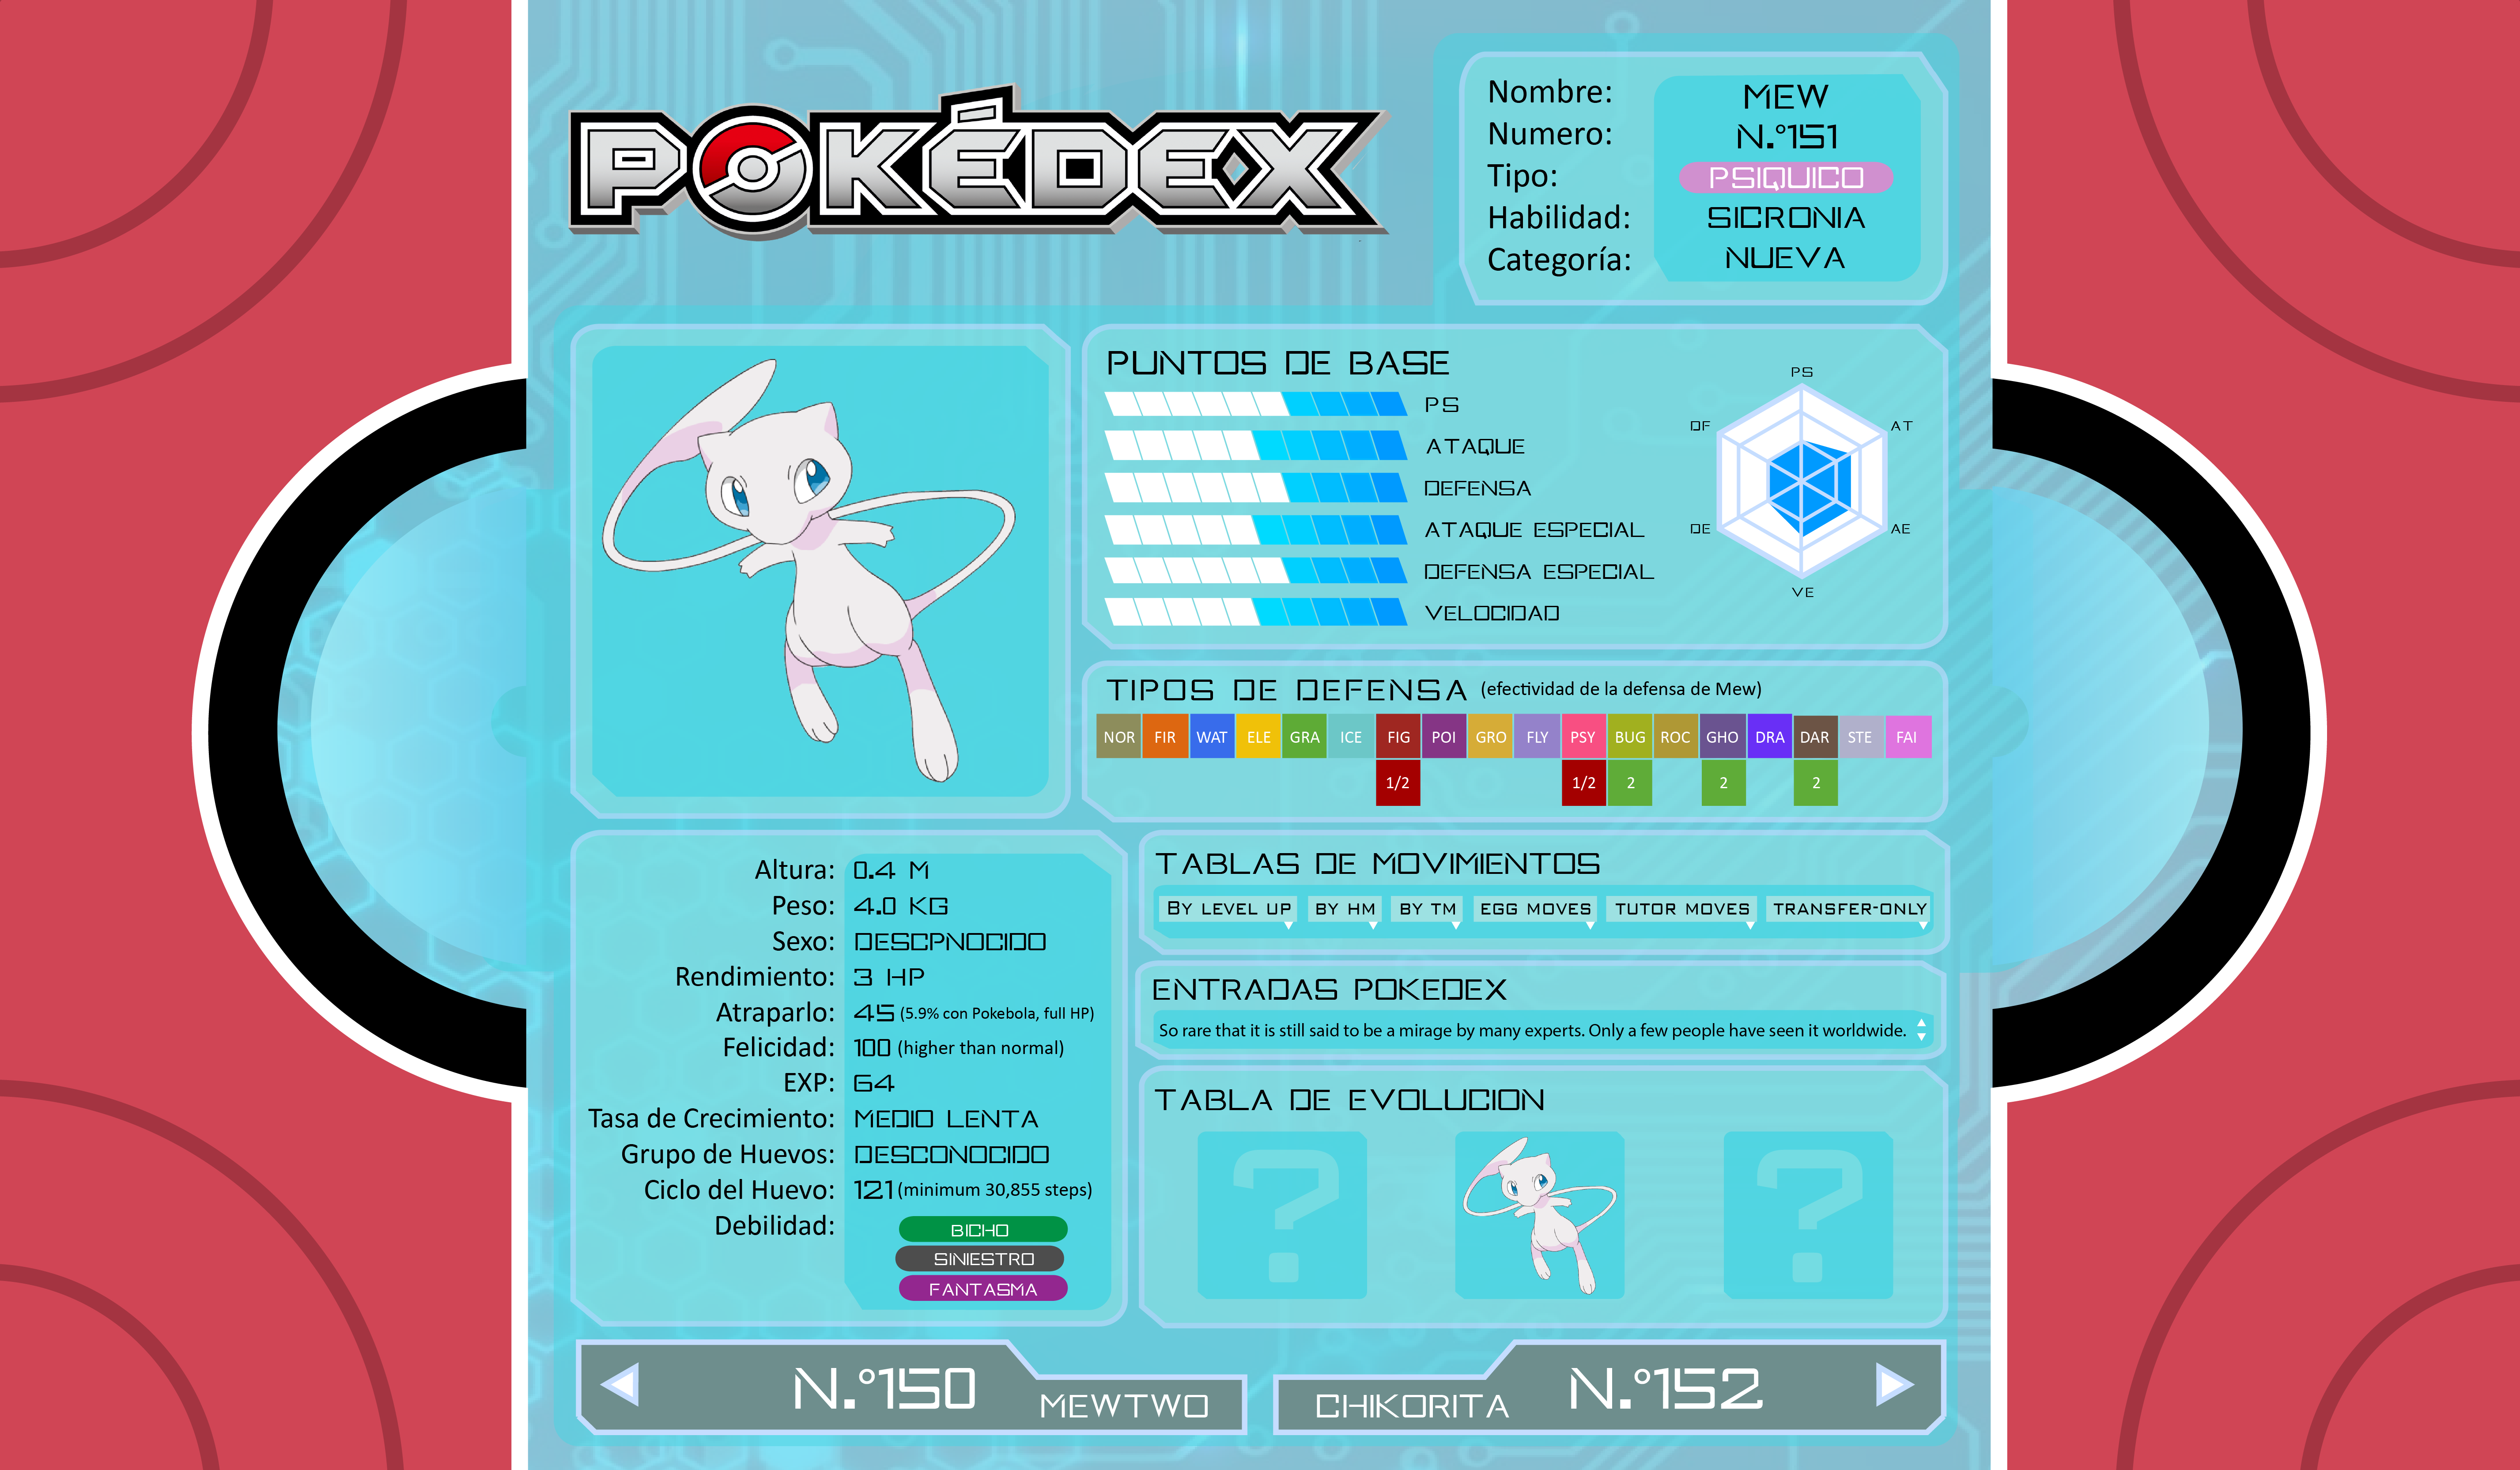 POKÉDEX
Nombre: MEW
Numero: N.°151
Tipo: PSIQUICO
Habilidad: SICRONIA
Categoría: NUEVA
PUNTOS DE BASE
PS
ATAQUE
DEFENSA
ATAQUE ESPECIAL
DEFENSA ESPECIAL
VELOCIDAD
PS
DF AT
DE AE
VE
TIPOS DE DEFENSA (efectividad de la defensa de Mew)
NOR FIR WAT ELE GRA ICE FIG POI GRO FLY PSY BUG ROC GHO DRA DAR STE FAI
1/2 1/2 2 2 2
Altura: 0.4 M
Peso: 4.0 KG
Sexo: DESCPNOCIDO
Rendimiento: 3 HP
Atraparlo: 45 (5.9% con Pokebola, full HP)
Felicidad: 100 (higher than normal)
EXP: 64
Tasa de Crecimiento: MEDIO LENTA
Grupo de Huevos: DESCONOCIDO
Ciclo del Huevo: 121 (minimum 30,855 steps)
Debilidad: BICHO
SINIESTRO
FANTASMA
TABLAS DE MOVIMIENTOS
BY LEVEL UP BY HM BY TM EGG MOVES TUTOR MOVES TRANSFER-ONLY
ENTRADAS POKEDEX
So rare that it is still said to be a mirage by many experts. Only a few people have seen it worldwide.
TABLA DE EVOLUCION
? ?
N.°150 MEWTWO
CHIKORITA N.°152